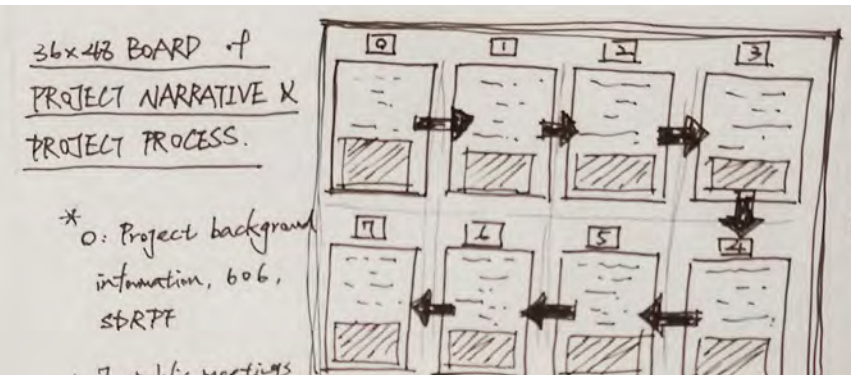 36x48 BOARD of
PROJECT NARRATIVE &
PROJECT PROCESS.
* 0: Project background
information, 606,
0
1
2
3
7
6
5
4